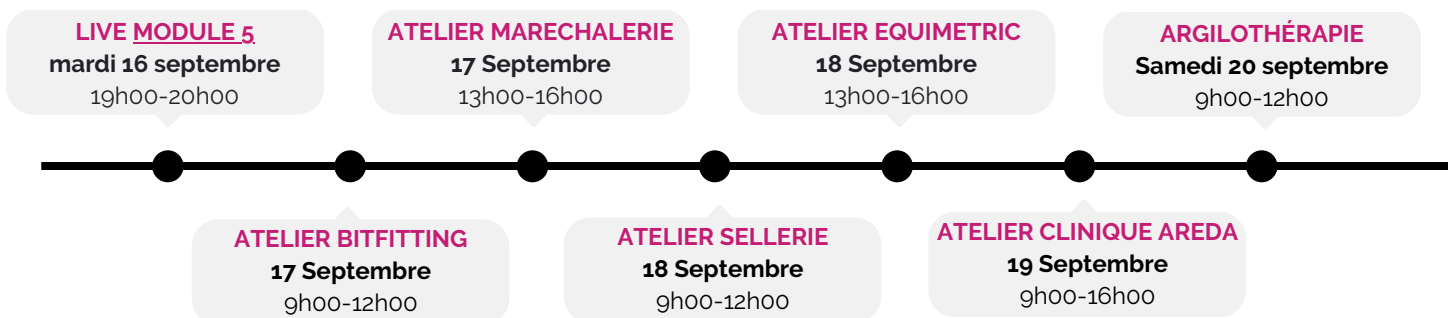 LIVE MODULE 5
mardi 16 septembre
19h00-20h00
ATELIER BITFITTING
17 Septembre
9h00-12h00
ATELIER MARECHALERIE
17 Septembre
13h00-16h00
ATELIER SELLERIE
18 Septembre
9h00-12h00
ATELIER EQUIMETRIC
18 Septembre
13h00-16h00
ATELIER CLINIQUE AREDA
19 Septembre
9h00-16h00
ARGILOTHÉRAPIE
Samedi 20 septembre
9h00-12h00